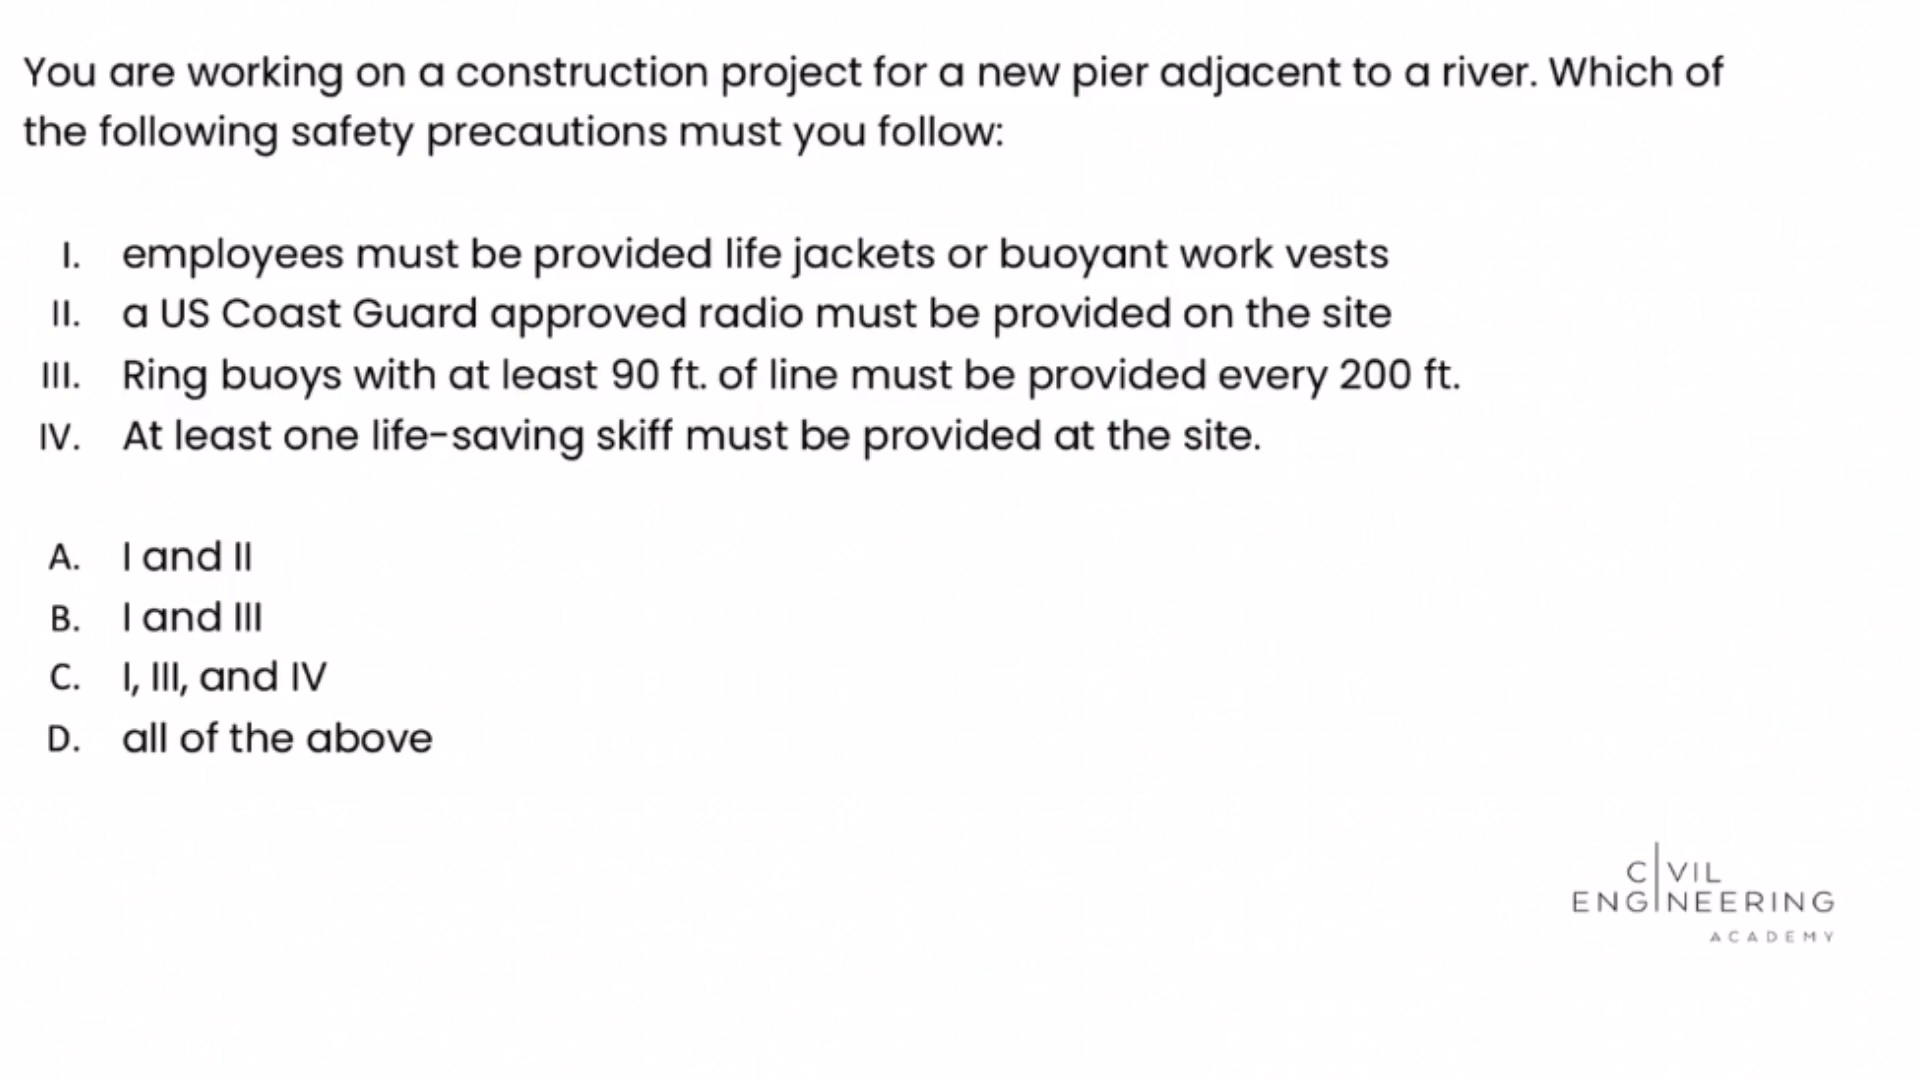 You are working on a construction project for a new pier adjacent to a river. Which of
the following safety precautions must you follow:
I. employees must be provided life jackets or buoyant work vests
II. a US Coast Guard approved radio must be provided on the site
III. Ring buoys with at least 90 ft. of line must be provided every 200 ft.
IV. At least one life-saving skiff must be provided at the site.
A. I and II
B. I and III
C. I, III, and IV
D. all of the above
CIVIL
ENGINEERING
ACADEMY